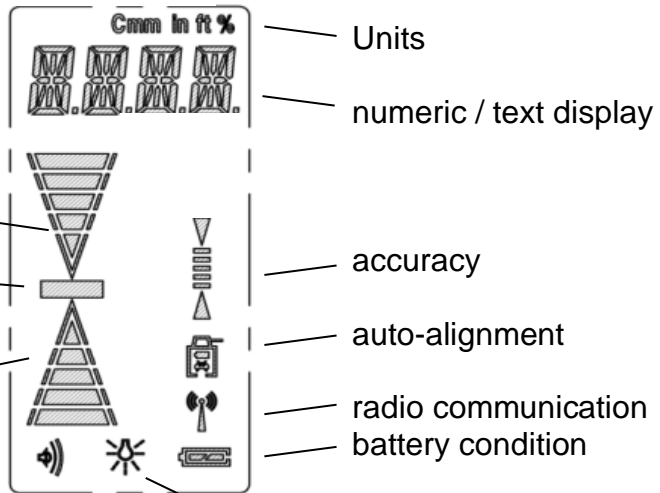 Cmm in ft %
Units
numeric / text display
accuracy
auto-alignment
radio communication
battery condition